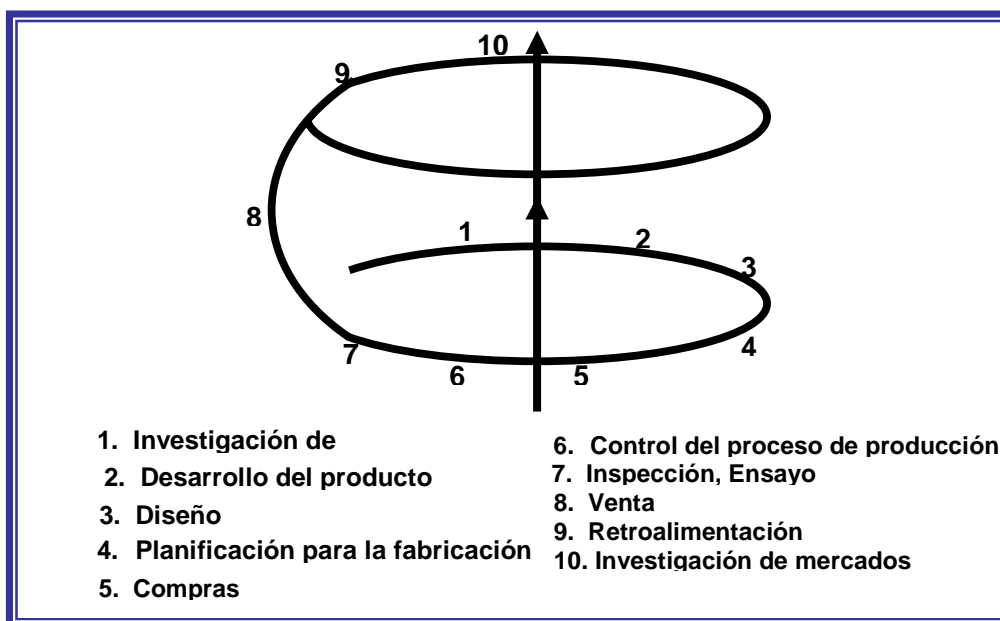 10
9
8
1
2
3
4
7
6
5
1. Investigación de
2. Desarrollo del producto
3. Diseño
4. Planificación para la fabricación
5. Compras
6. Control del proceso de producción
7. Inspección, Ensayo
8. Venta
9. Retroalimentación
10. Investigación de mercados